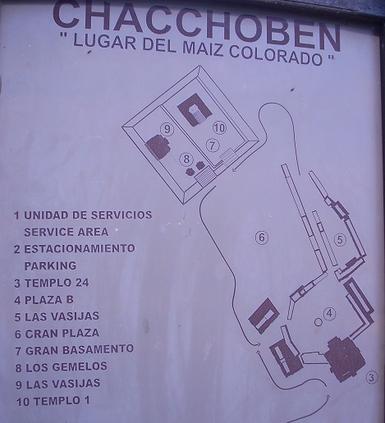 CHACCHOBEN
" LUGAR DEL MAIZ COLORADO "
1 UNIDAD DE SERVICIOS
SERVICE AREA
2 ESTACIONAMIENTO
PARKING
3 TEMPLO 24
4 PLAZA B
5 LAS VASIJAS
6 CRAN PLAZA
7 GRAN BASAMENTO
8 LOS GEMELOS
9 LAS VASIJAS
10 TEMPLO 1
9
10
7
8
6
5
4
3